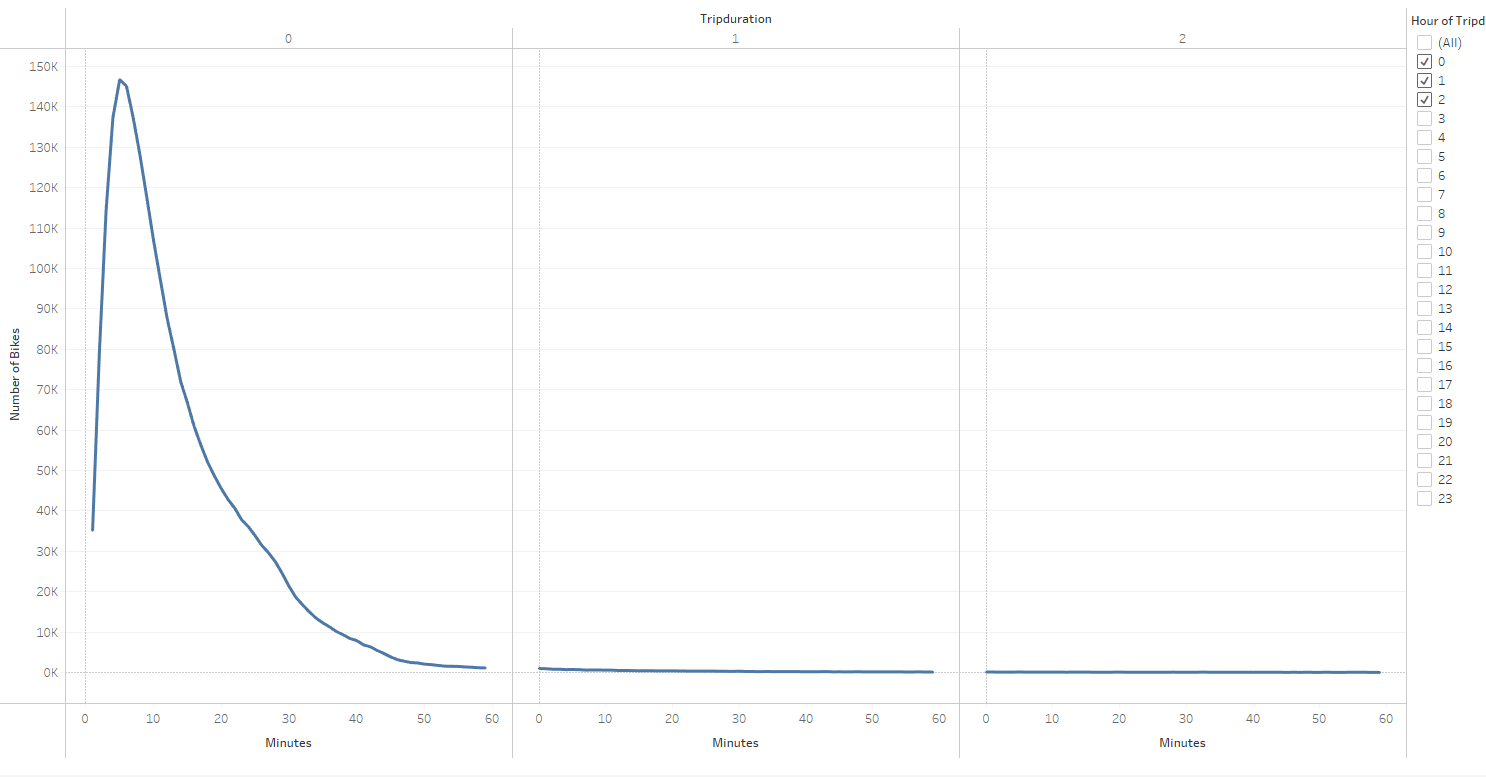 Tripduration
Hour of Tripd
0 1 2
(All)
0
1
2
3
4
5
6
7
8
9
10
11
12
13
14
15
16
17
18
19
20
21
22
23
150K
140K
130K
120K
110K
100K
90K
80K
70K
60K
50K
40K
30K
20K
10K
0K
Number of Bikes
0 10 20 30 40 50 60 0 10 20 30 40 50 60 0 10 20 30 40 50 60
Minutes Minutes Minutes